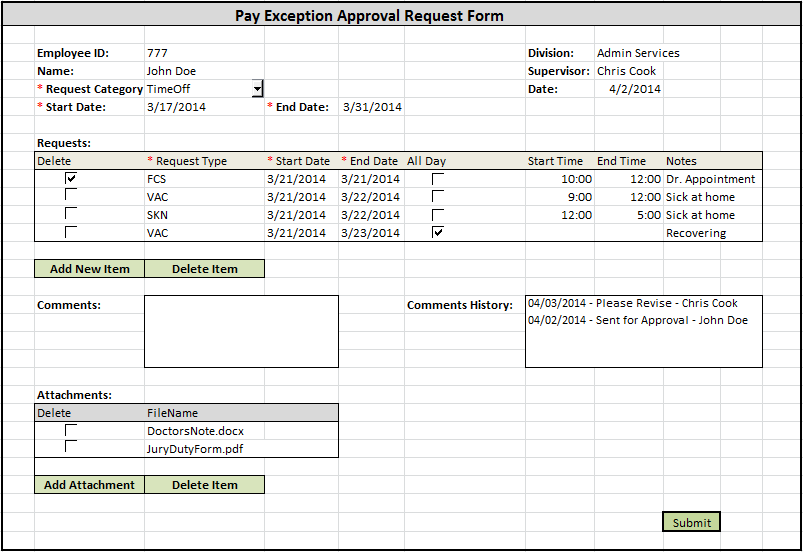 Pay Exception Approval Request Form
Employee ID: 777 Division: Admin Services
Name: John Doe Supervisor: Chris Cook
* Request Category TimeOff Date: 4/2/2014
* Start Date: 3/17/2014 * End Date: 3/31/2014
Requests:
Delete * Request Type * Start Date * End Date All Day Start Time End Time Notes
FCS 3/21/2014 3/21/2014 10:00 12:00 Dr. Appointment
VAC 3/21/2014 3/22/2014 9:00 12:00 Sick at home
SKN 3/21/2014 3/22/2014 12:00 5:00 Sick at home
VAC 3/21/2014 3/23/2014 Recovering
Add New Item Delete Item
Comments: Comments History: 04/03/2014 - Please Revise - Chris Cook
04/02/2014 - Sent for Approval - John Doe
Attachments:
Delete FileName
DoctorsNote.docx
JuryDutyForm.pdf
Add Attachment Delete Item
Submit